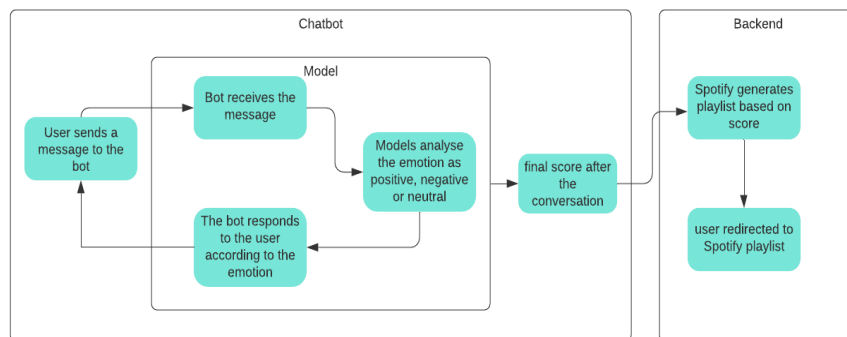 Chatbot
Backend
Model
User sends a
message to the
bot
Bot receives the
message
Models analyse
the emotion as
positive, negative
or neutral
The bot responds
to the user
according to the
emotion
final score after
the
conversation
Spotify generates
playlist based on
score
user redirected to
Spotify playlist